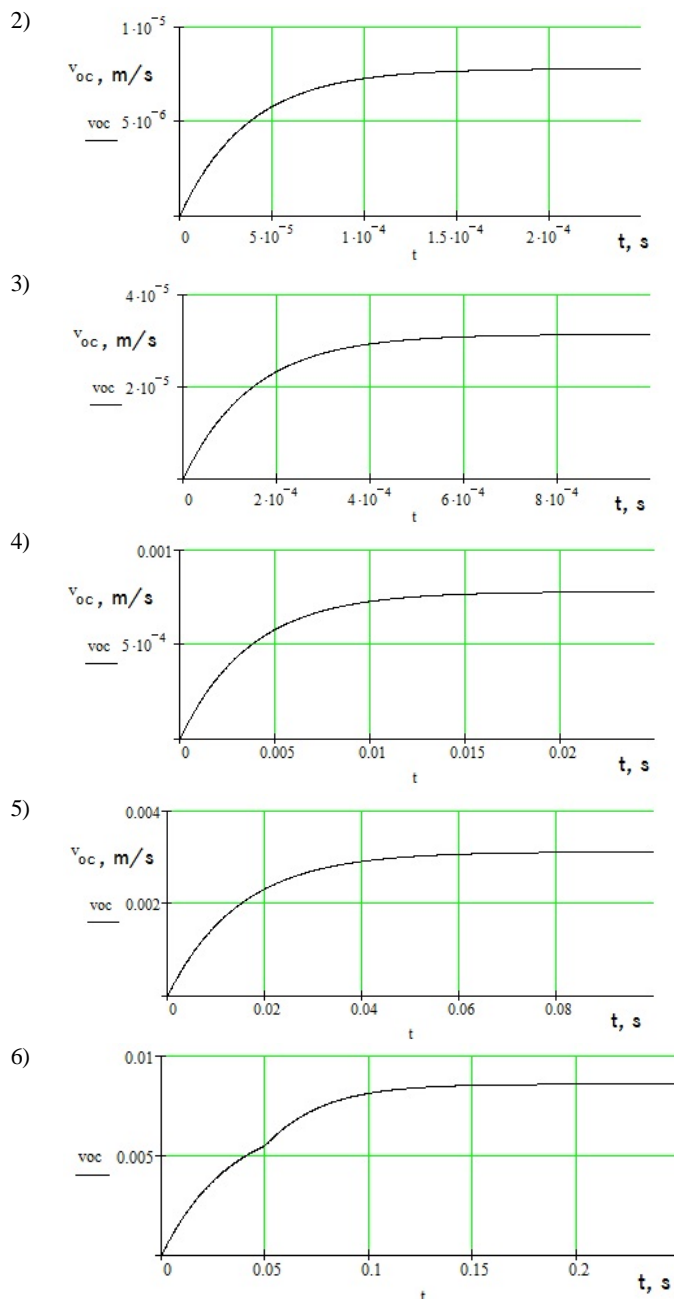 2)
1·10⁻⁵
v_oc, m/s
voc 5·10⁻⁶
0 5·10⁻⁵ 1·10⁻⁴ 1.5·10⁻⁴ 2·10⁻⁴
t
t, s
3)
4·10⁻⁵
v_oc, m/s
voc 2·10⁻⁵
0 2·10⁻⁴ 4·10⁻⁴ 6·10⁻⁴ 8·10⁻⁴
t
t, s
4)
0.001
v_oc, m/s
voc 5·10⁻⁴
0 0.005 0.01 0.015 0.02
t
t, s
5)
0.004
v_oc, m/s
voc 0.002
0 0.02 0.04 0.06 0.08
t
t, s
6)
0.01
voc 0.005
0 0.05 0.1 0.15 0.2
t
t, s